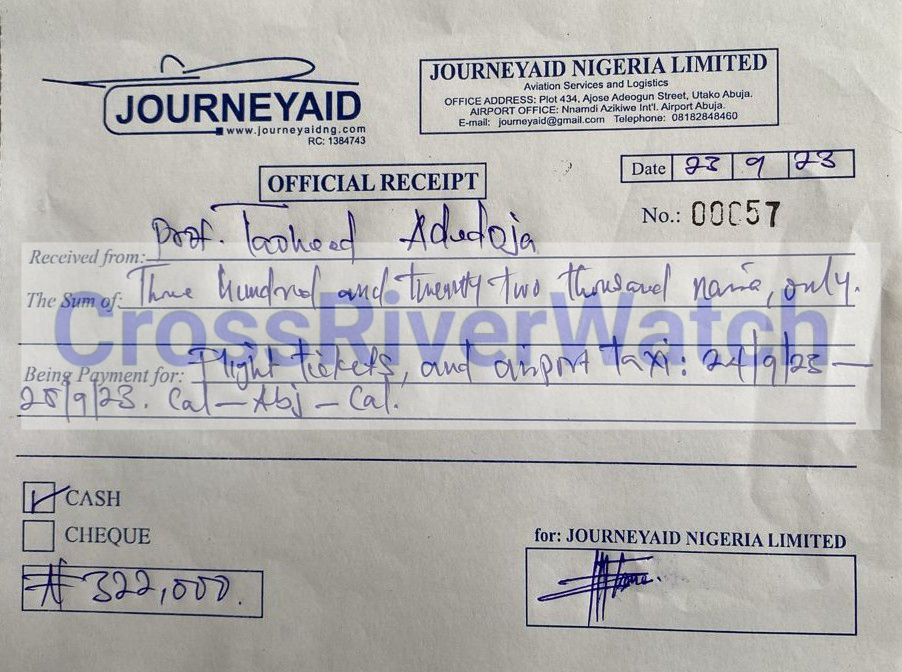 JOURNEYAID
www.journeyaidng.com
RC: 1384743
JOURNEYAID NIGERIA LIMITED
Aviation Services and Logistics
OFFICE ADDRESS: Plot 434, Ajose Adeogun Street, Utako Abuja.
AIRPORT OFFICE: Nnamdi Azikiwe Int'l. Airport Abuja.
E-mail: journeyaid@gmail.com Telephone: 08182848460
OFFICIAL RECEIPT
Date 23 9 23
No.: 00057
Received from: Prof. Taoheed Adedoja
The Sum of: Three hundred and twenty two thousand naira, only.
CrossRiverWatch
Being Payment for: Flight tickets, and airport taxi: 24/9/23 —
28/9/23. Cal – Abj – Cal.
CASH
CHEQUE
₦ 322,000.
for: JOURNEYAID NIGERIA LIMITED